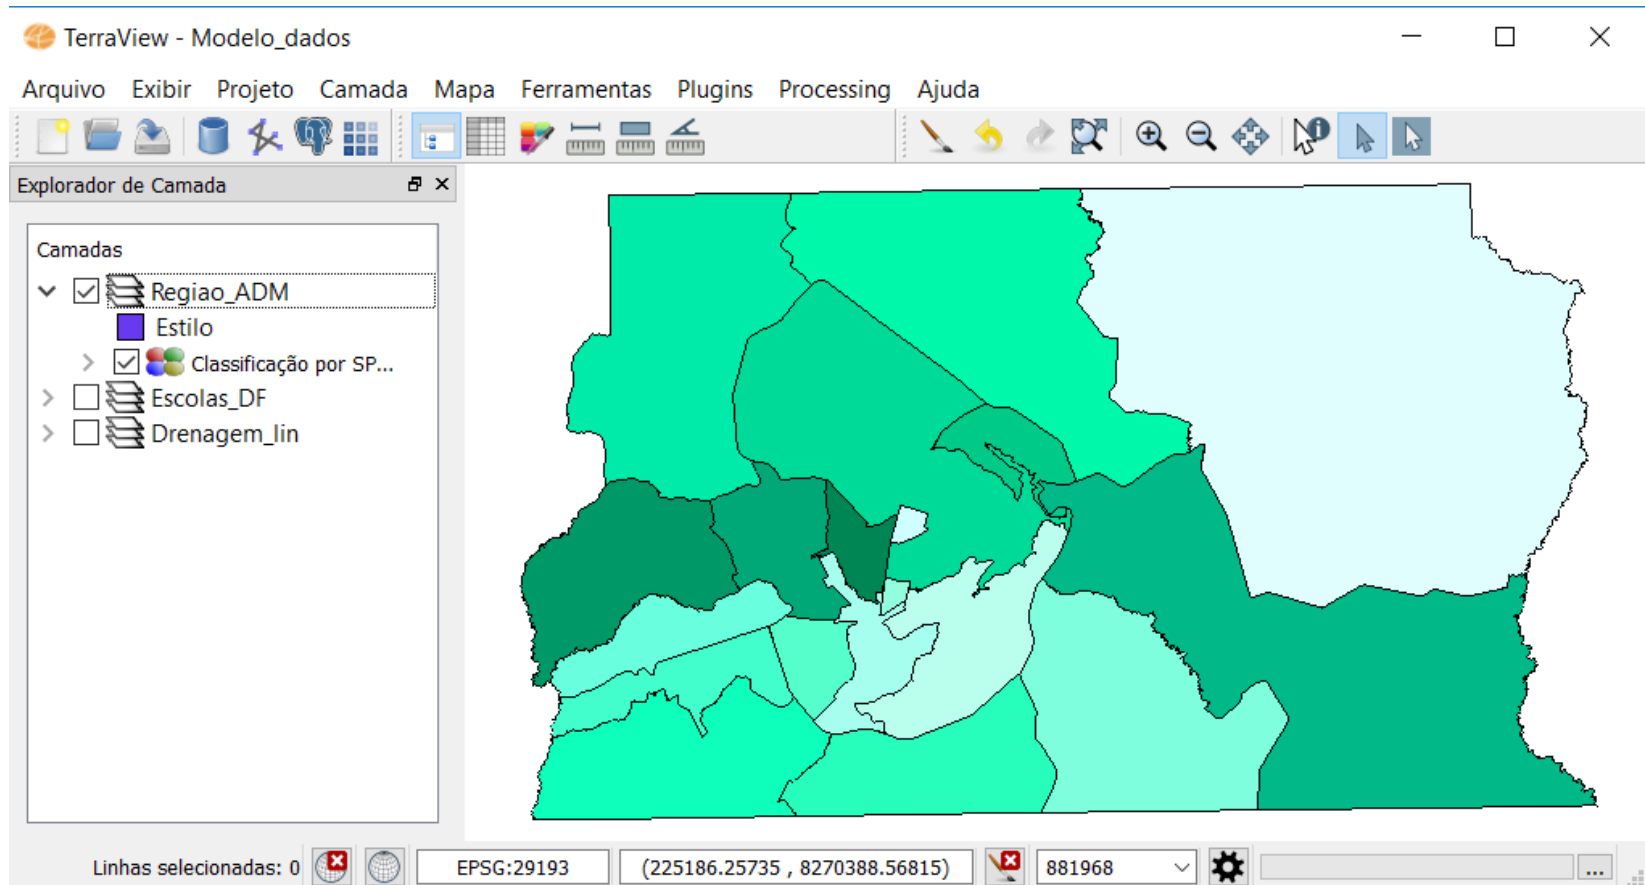 TerraView - Modelo_dados
Arquivo Exibir Projeto Camada Mapa Ferramentas Plugins Processing Ajuda
Explorador de Camada
Camadas
Regiao_ADM
Estilo
Classificação por SP...
Escolas_DF
Drenagem_lin
Linhas selecionadas: 0 EPSG:29193 (225186.25735 , 8270388.56815) 881968 ...